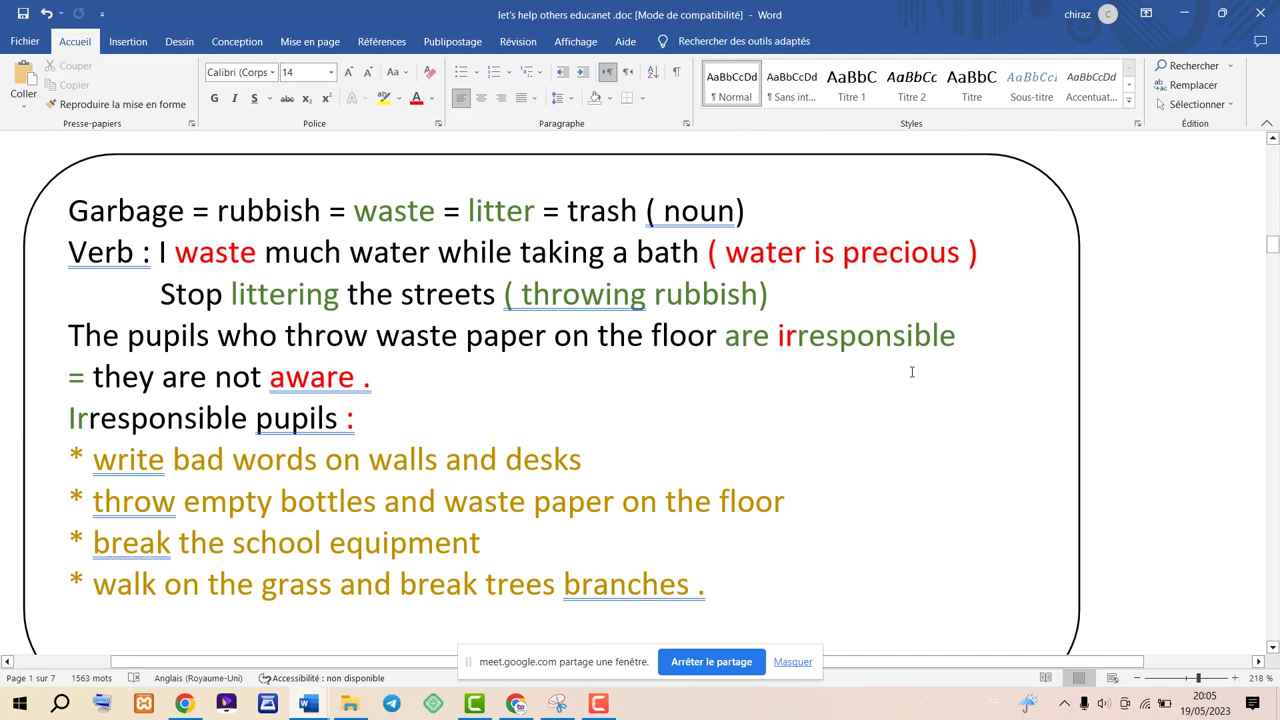 let's help others educanet .doc [Mode de compatibilité] - Word
chiraz C
Fichier Accueil Insertion Dessin Conception Mise en page Références Publipostage Révision Affichage Aide Rechercher des outils adaptés
Coller
Couper
Copier
Reproduire la mise en forme
Presse-papiers
Calibri (Corps 14
Police
Paragraphe
AaBbCcDd AaBbCcDd AaBbC AaBbCc AaBbC AaBbCcI AaBbCcDd
¶ Normal ¶ Sans int... Titre 1 Titre 2 Titre Sous-titre Accentuat...
Styles
Rechercher
Remplacer
Sélectionner
Édition
Garbage = rubbish = waste = litter = trash ( noun)
Verb : I waste much water while taking a bath ( water is precious )
Stop littering the streets ( throwing rubbish)
The pupils who throw waste paper on the floor are irresponsible
= they are not aware .
Irresponsible pupils :
* write bad words on walls and desks
* throw empty bottles and waste paper on the floor
* break the school equipment
* walk on the grass and break trees branches .
meet.google.com partage une fenêtre. Arrêter le partage Masquer
Page 1 sur 7 1563 mots Anglais (Royaume-Uni) Accessibilité : non disponible 218 %
20:05
19/05/2023